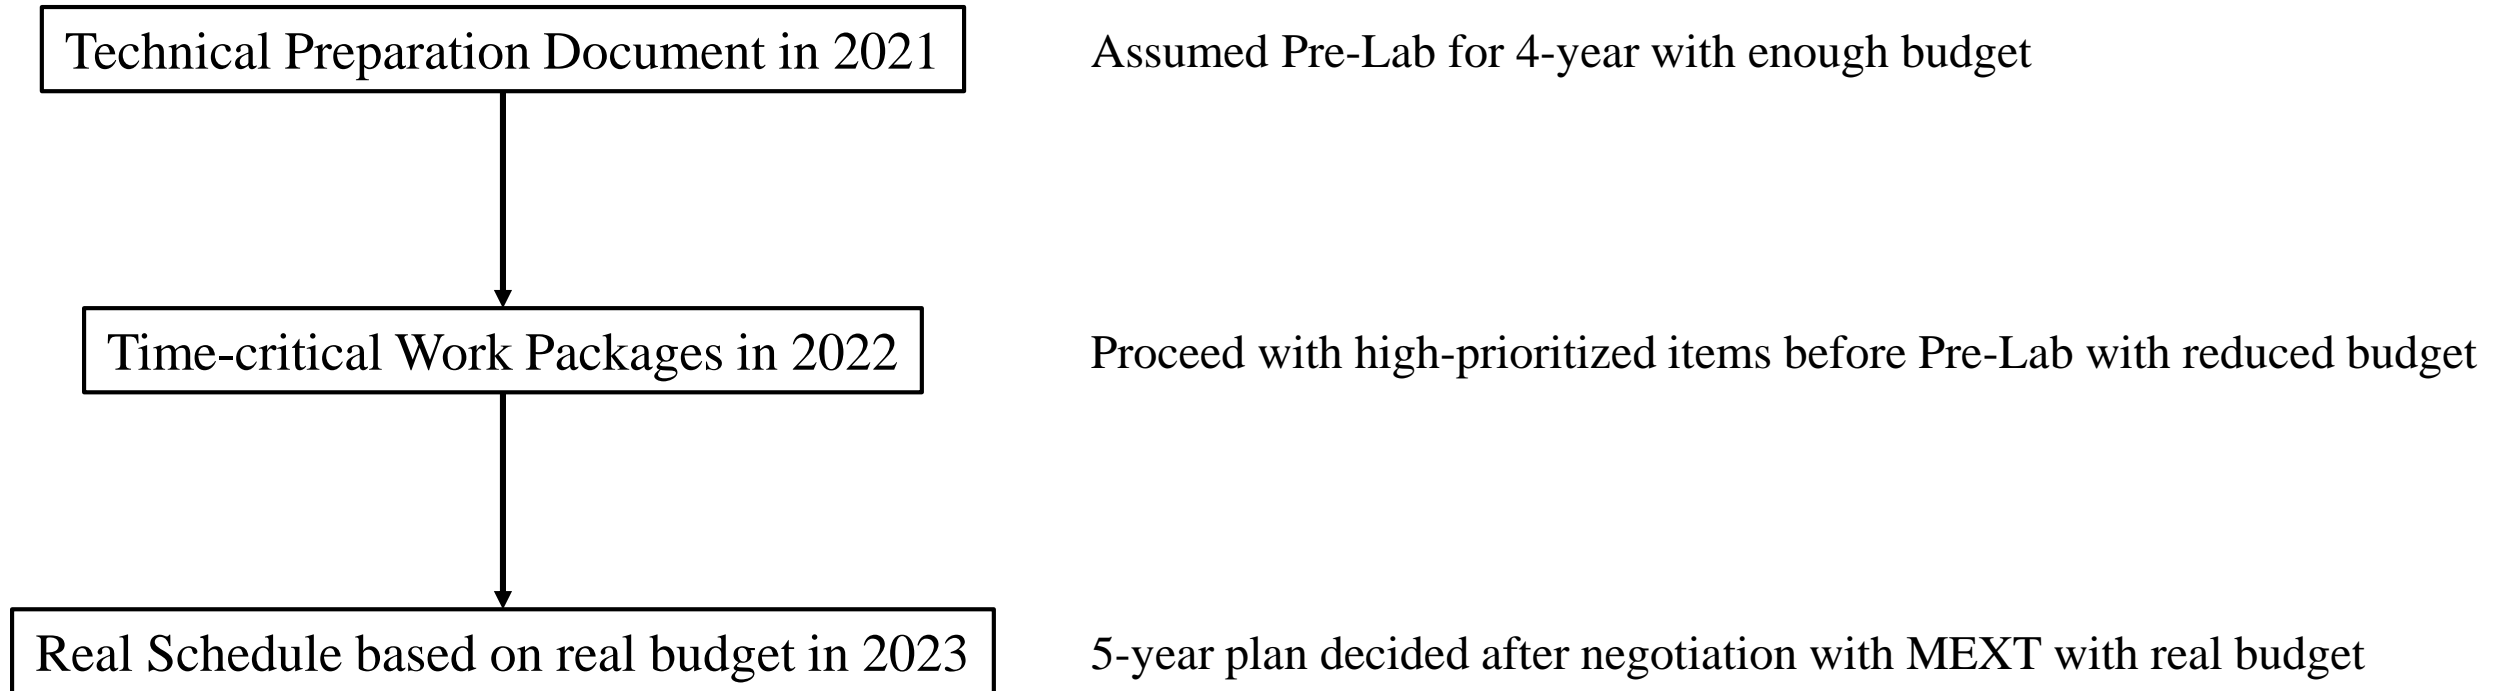 Technical Preparation Document in 2021
Assumed Pre-Lab for 4-year with enough budget
Time-critical Work Packages in 2022
Proceed with high-prioritized items before Pre-Lab with reduced budget
Real Schedule based on real budget in 2023
5-year plan decided after negotiation with MEXT with real budget